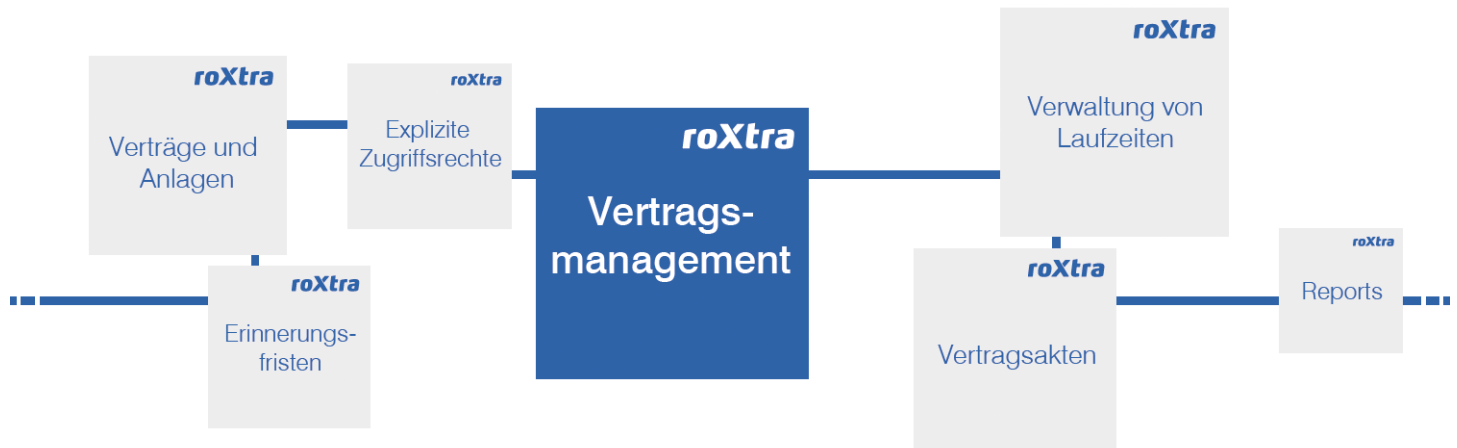 roXtra
Verträge und
Anlagen
roXtra
Explizite
Zugriffsrechte
roXtra
Erinnerungs-
fristen
roXtra
Vertrags-
management
roXtra
Verwaltung von
Laufzeiten
roXtra
Vertragsakten
roXtra
Reports